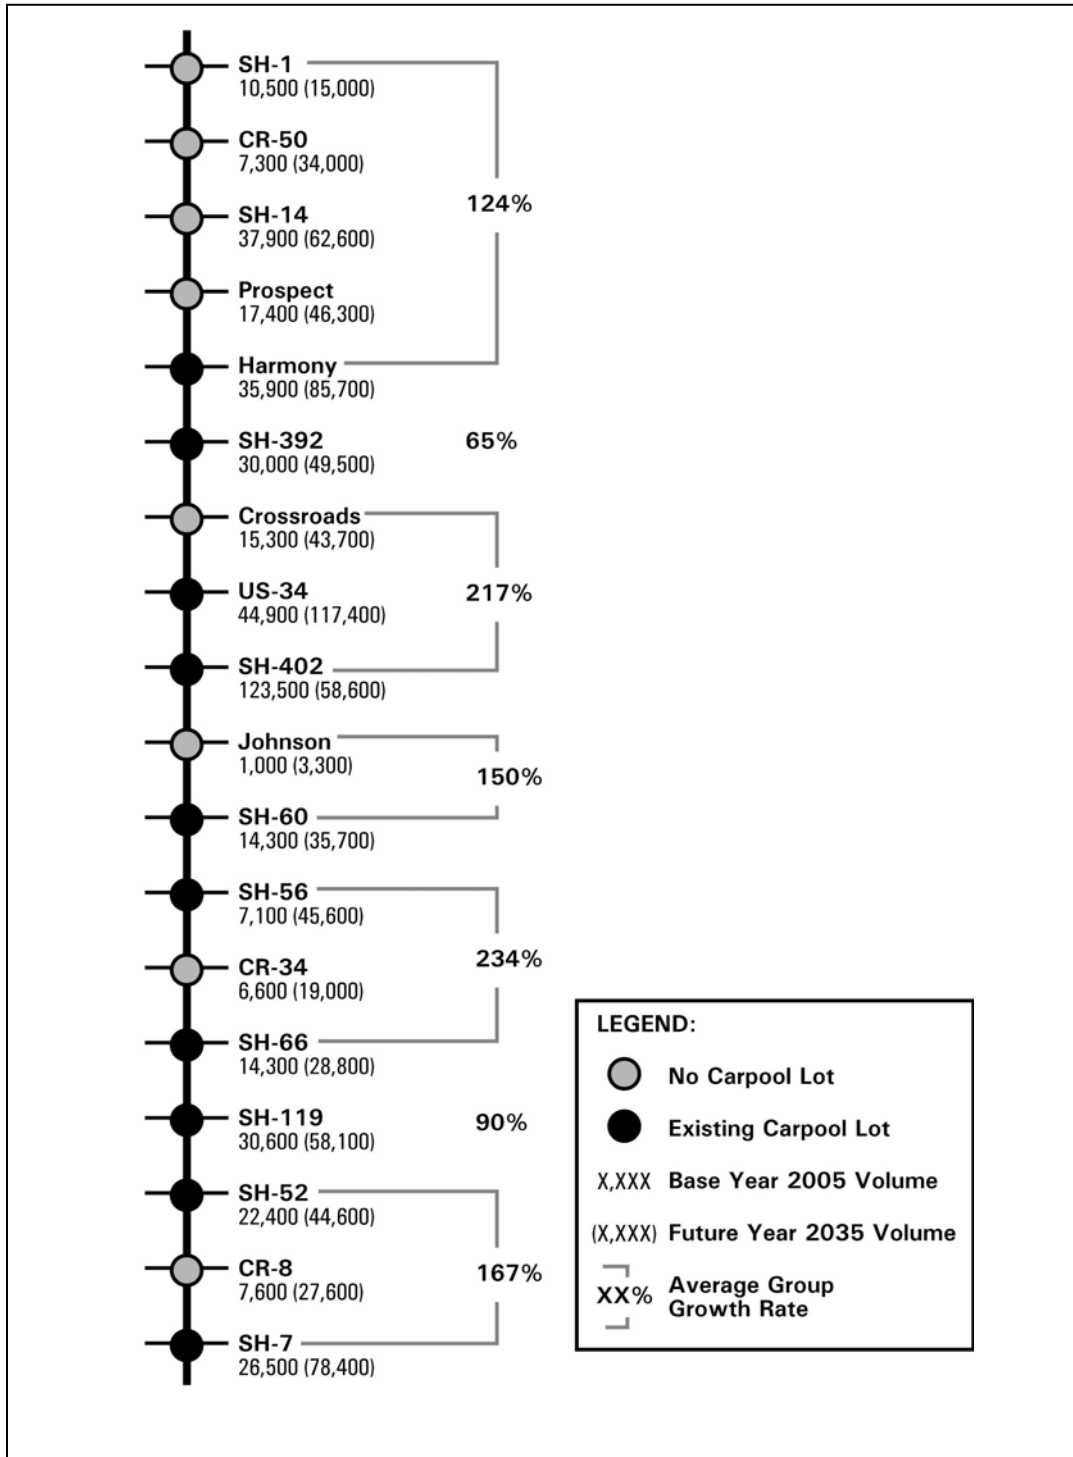 SH-1
10,500 (15,000)
CR-50
7,300 (34,000)
124%
SH-14
37,900 (62,600)
Prospect
17,400 (46,300)
Harmony
35,900 (85,700)
SH-392
30,000 (49,500)
65%
Crossroads
15,300 (43,700)
US-34
44,900 (117,400)
217%
SH-402
123,500 (58,600)
Johnson
1,000 (3,300)
150%
SH-60
14,300 (35,700)
SH-56
7,100 (45,600)
234%
CR-34
6,600 (19,000)
SH-66
14,300 (28,800)
SH-119
30,600 (58,100)
90%
SH-52
22,400 (44,600)
CR-8
7,600 (27,600)
167%
SH-7
26,500 (78,400)
LEGEND:
No Carpool Lot
Existing Carpool Lot
X,XXX Base Year 2005 Volume
(X,XXX) Future Year 2035 Volume
XX% Average Group
Growth Rate